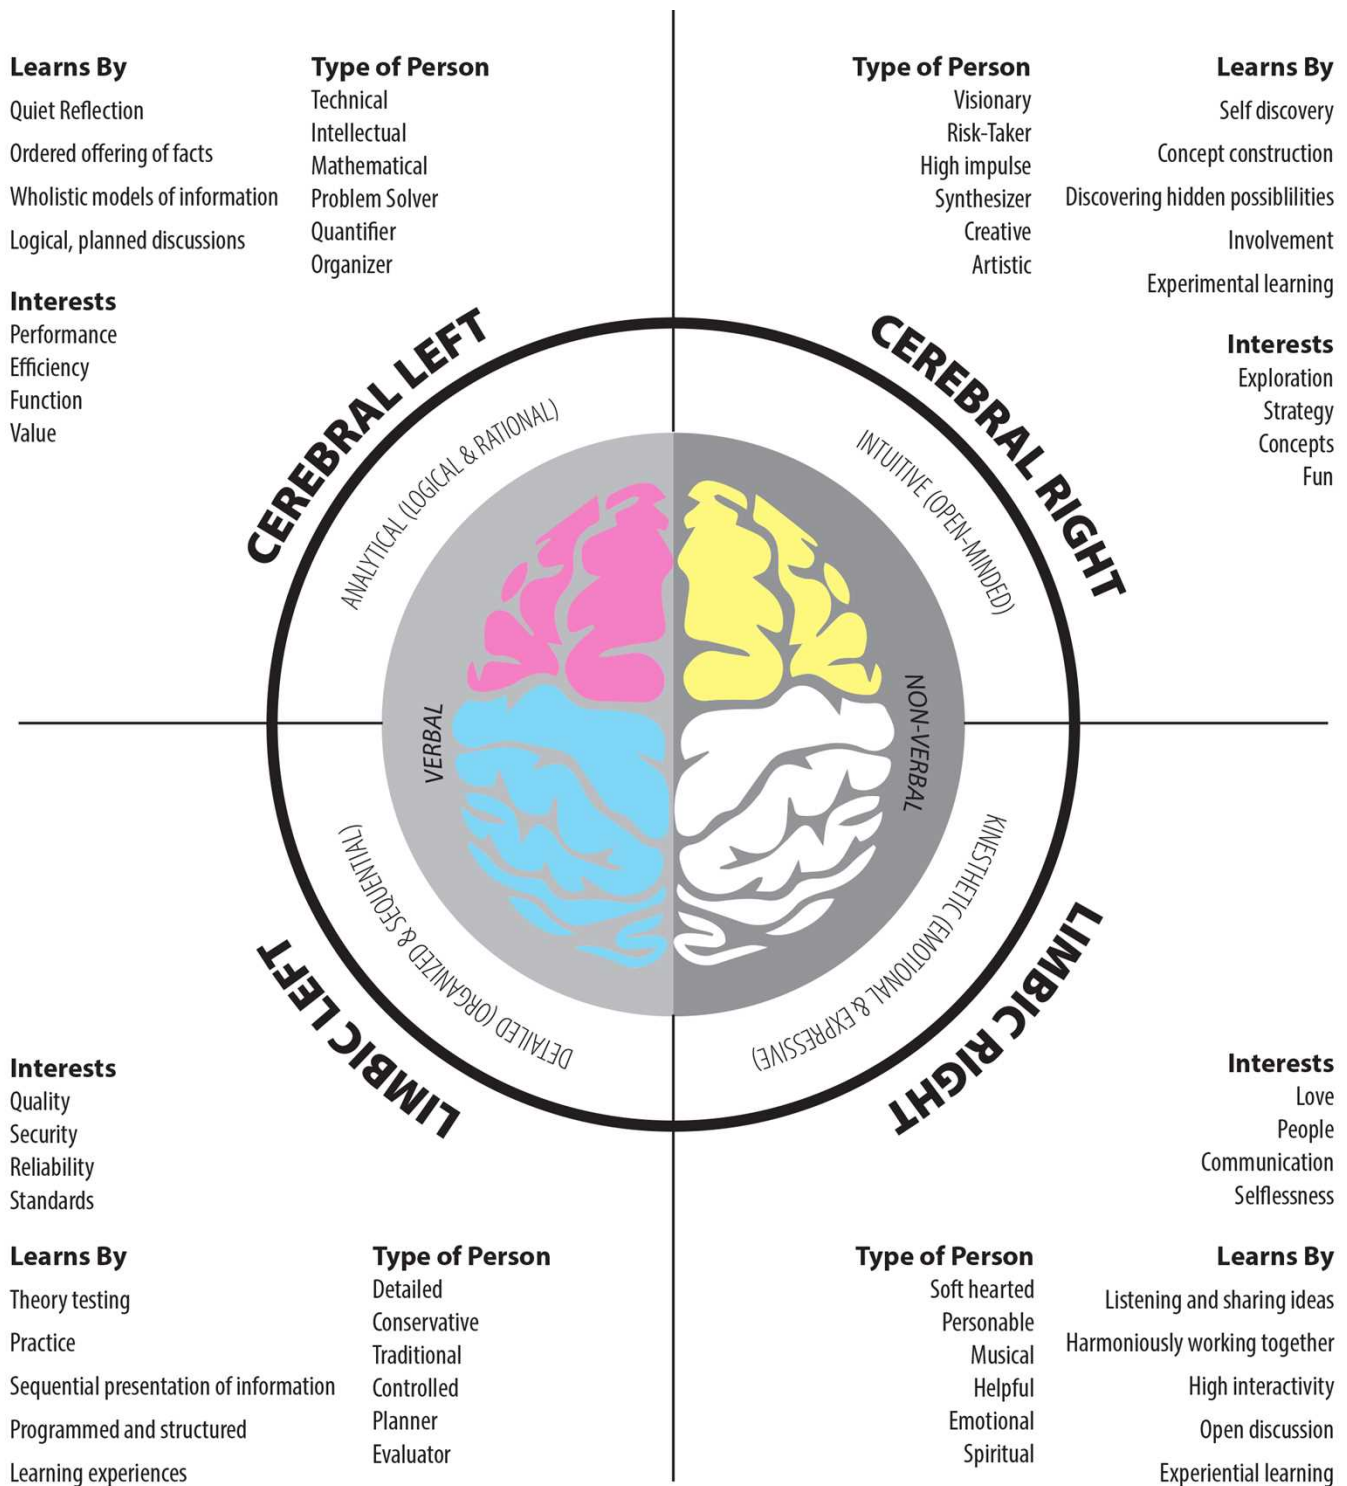 Learns By
Quiet Reflection
Ordered offering of facts
Wholistic models of information
Logical, planned discussions
Type of Person
Technical
Intellectual
Mathematical
Problem Solver
Quantifier
Organizer
Interests
Performance
Efficiency
Function
Value
Type of Person
Visionary
Risk-Taker
High impulse
Synthesizer
Creative
Artistic
Learns By
Self discovery
Concept construction
Discovering hidden possiblilities
Involvement
Experimental learning
Interests
Exploration
Strategy
Concepts
Fun
CEREBRAL LEFT
CEREBRAL RIGHT
ANALYTICAL (LOGICAL & RATIONAL)
INTUITIVE (OPEN-MINDED)
VERBAL
NON-VERBAL
DETAILED (ORGANIZED & SEQUENTIAL)
KINESTHETIC (EMOTIONAL & EXPRESSIVE)
LIMBIC LEFT
LIMBIC RIGHT
Interests
Quality
Security
Reliability
Standards
Learns By
Theory testing
Practice
Sequential presentation of information
Programmed and structured
Learning experiences
Type of Person
Detailed
Conservative
Traditional
Controlled
Planner
Evaluator
Interests
Love
People
Communication
Selflessness
Type of Person
Soft hearted
Personable
Musical
Helpful
Emotional
Spiritual
Learns By
Listening and sharing ideas
Harmoniously working together
High interactivity
Open discussion
Experiential learning